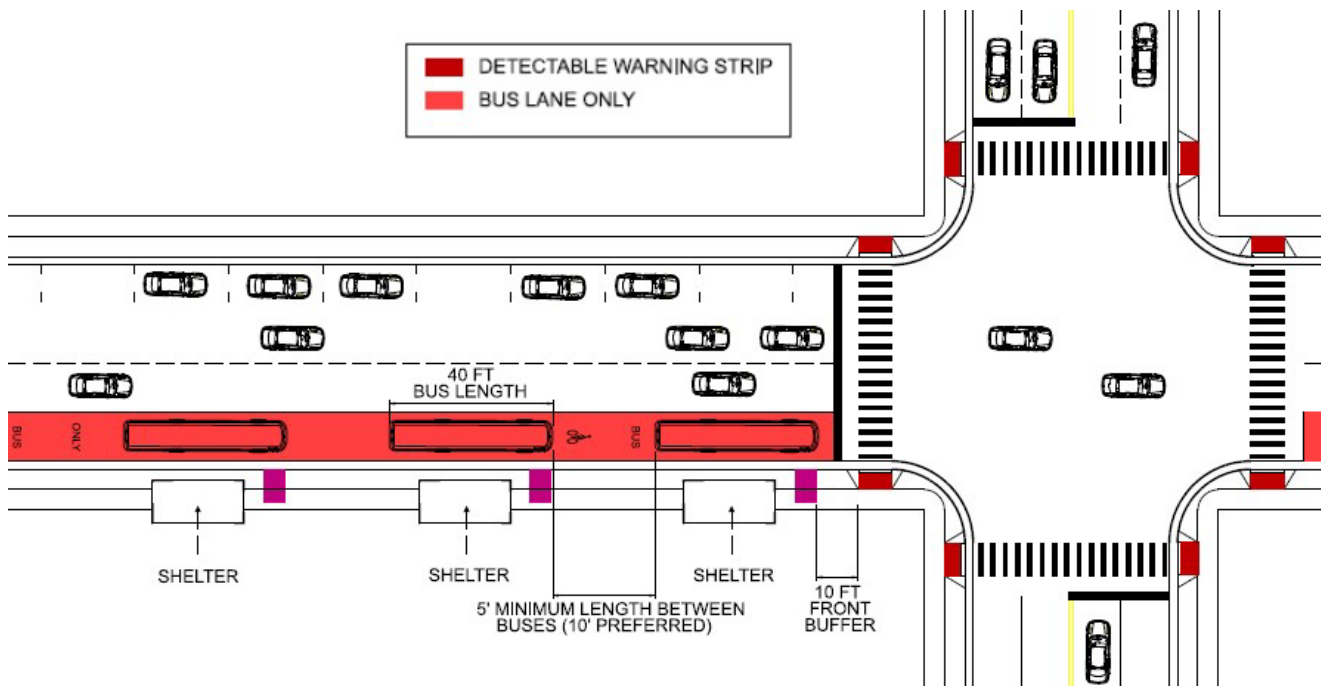 DETECTABLE WARNING STRIP
BUS LANE ONLY
40 FT
BUS LENGTH
BUS
ONLY
BUS
SHELTER
SHELTER
SHELTER
5' MINIMUM LENGTH BETWEEN
BUSES (10' PREFERRED)
10 FT
FRONT
BUFFER